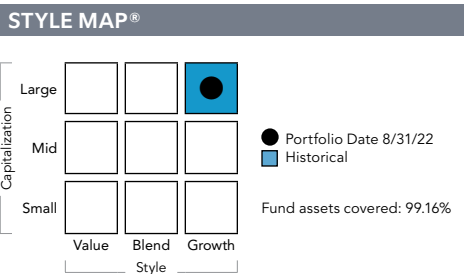 STYLE MAP®
Capitalization
Large
Mid
Small
Value Blend Growth
Style
Portfolio Date 8/31/22
Historical
Fund assets covered: 99.16%